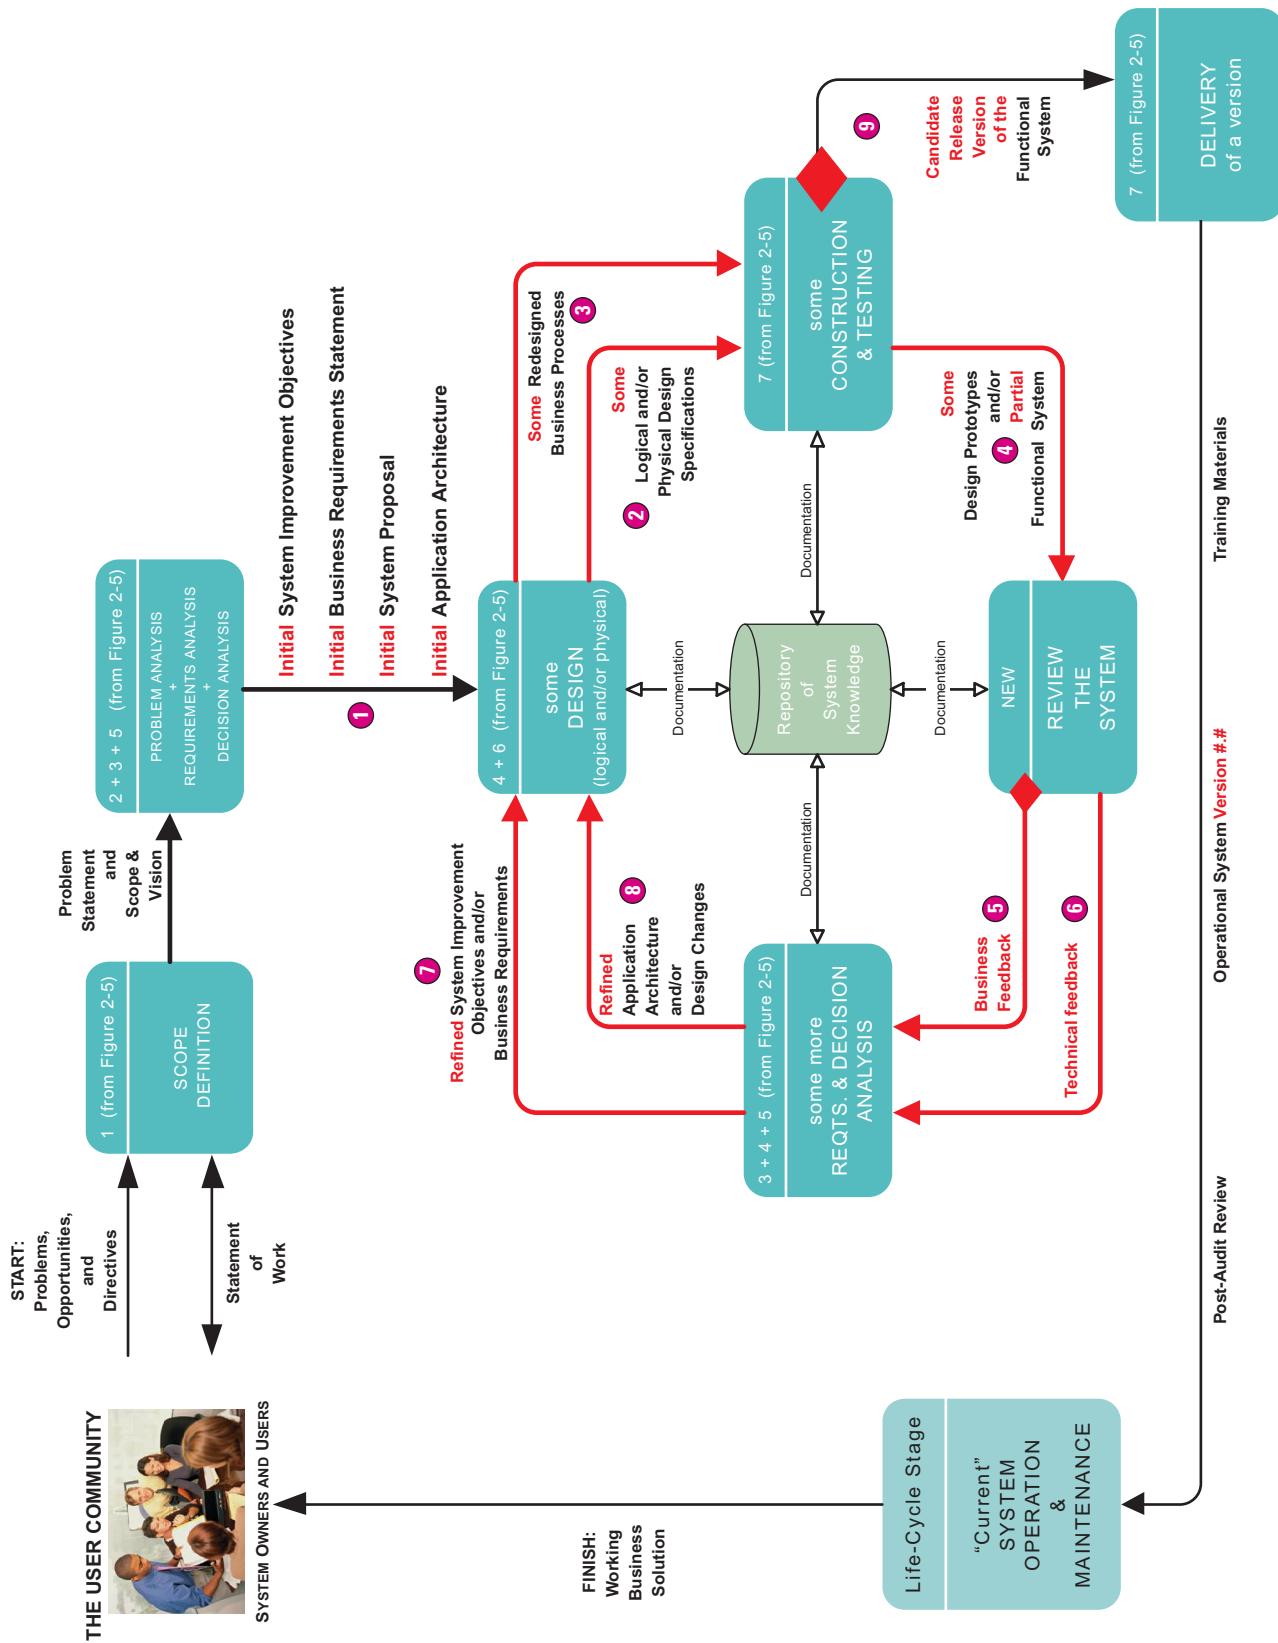 THE USER COMMUNITY
SYSTEM OWNERS AND USERS
START:
Problems,
Opportunities,
and
Directives
Statement
of
Work
1 (from Figure 2-5)
SCOPE
DEFINITION
Problem
Statement
and
Scope &
Vision
2 + 3 + 5 (from Figure 2-5)
PROBLEM ANALYSIS
+
REQUIREMENTS ANALYSIS
+
DECISION ANALYSIS
1
Initial System Improvement Objectives
Initial Business Requirements Statement
Initial System Proposal
Initial Application Architecture
7
Refined System Improvement
Objectives and/or
Business Requirements
8
Refined
Application
Architecture
and/or
Design Changes
4 + 6 (from Figure 2-5)
some
DESIGN
(logical and/or physical)
Some Redesigned
Business Processes
3
Some
Logical and/or
Physical Design
Specifications
2
3 + 4 + 5 (from Figure 2-5)
some more
REQTS. & DECISION
ANALYSIS
Documentation
Documentation
Repository
of
System
Knowledge
Documentation
Documentation
7 (from Figure 2-5)
some
CONSTRUCTION
& TESTING
9
Candidate
Release
Version
of the
Functional
System
Business
Feedback
5
Technical feedback
6
NEW
REVIEW
THE
SYSTEM
Some
Design Prototypes
and/or
4
Partial
Functional System
7 (from Figure 2-5)
DELIVERY
of a version
FINISH:
Working
Business
Solution
Life-Cycle Stage
"Current"
SYSTEM
OPERATION
&
MAINTENANCE
Post-Audit Review
Operational System Version #.#
Training Materials